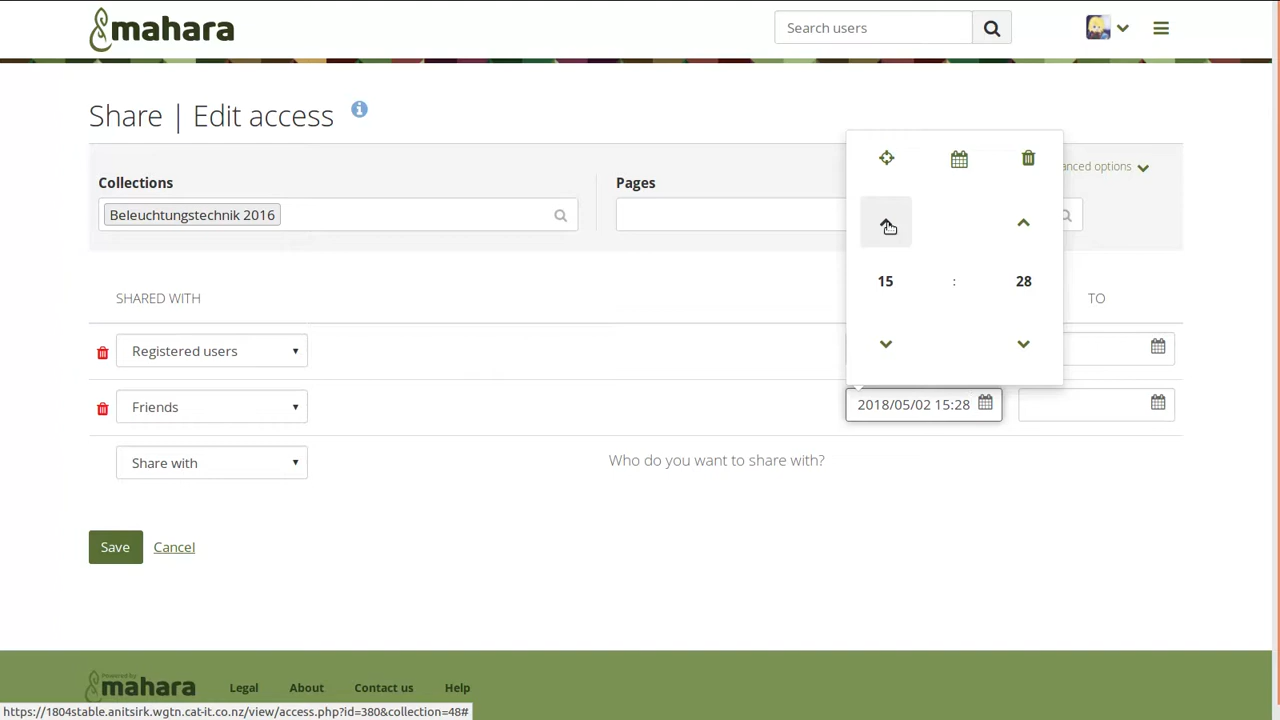 mahara
Search users
Share | Edit access
anced options
Collections
Pages
Beleuchtungstechnik 2016
15 : 28
SHARED WITH
TO
Registered users
Friends
2018/05/02 15:28
Share with
Who do you want to share with?
Save
Cancel
Powered by
mahara
Legal
About
Contact us
Help
https://1804stable.anitsirk.wgtn.cat-it.co.nz/view/access.php?id=380&collection=48#